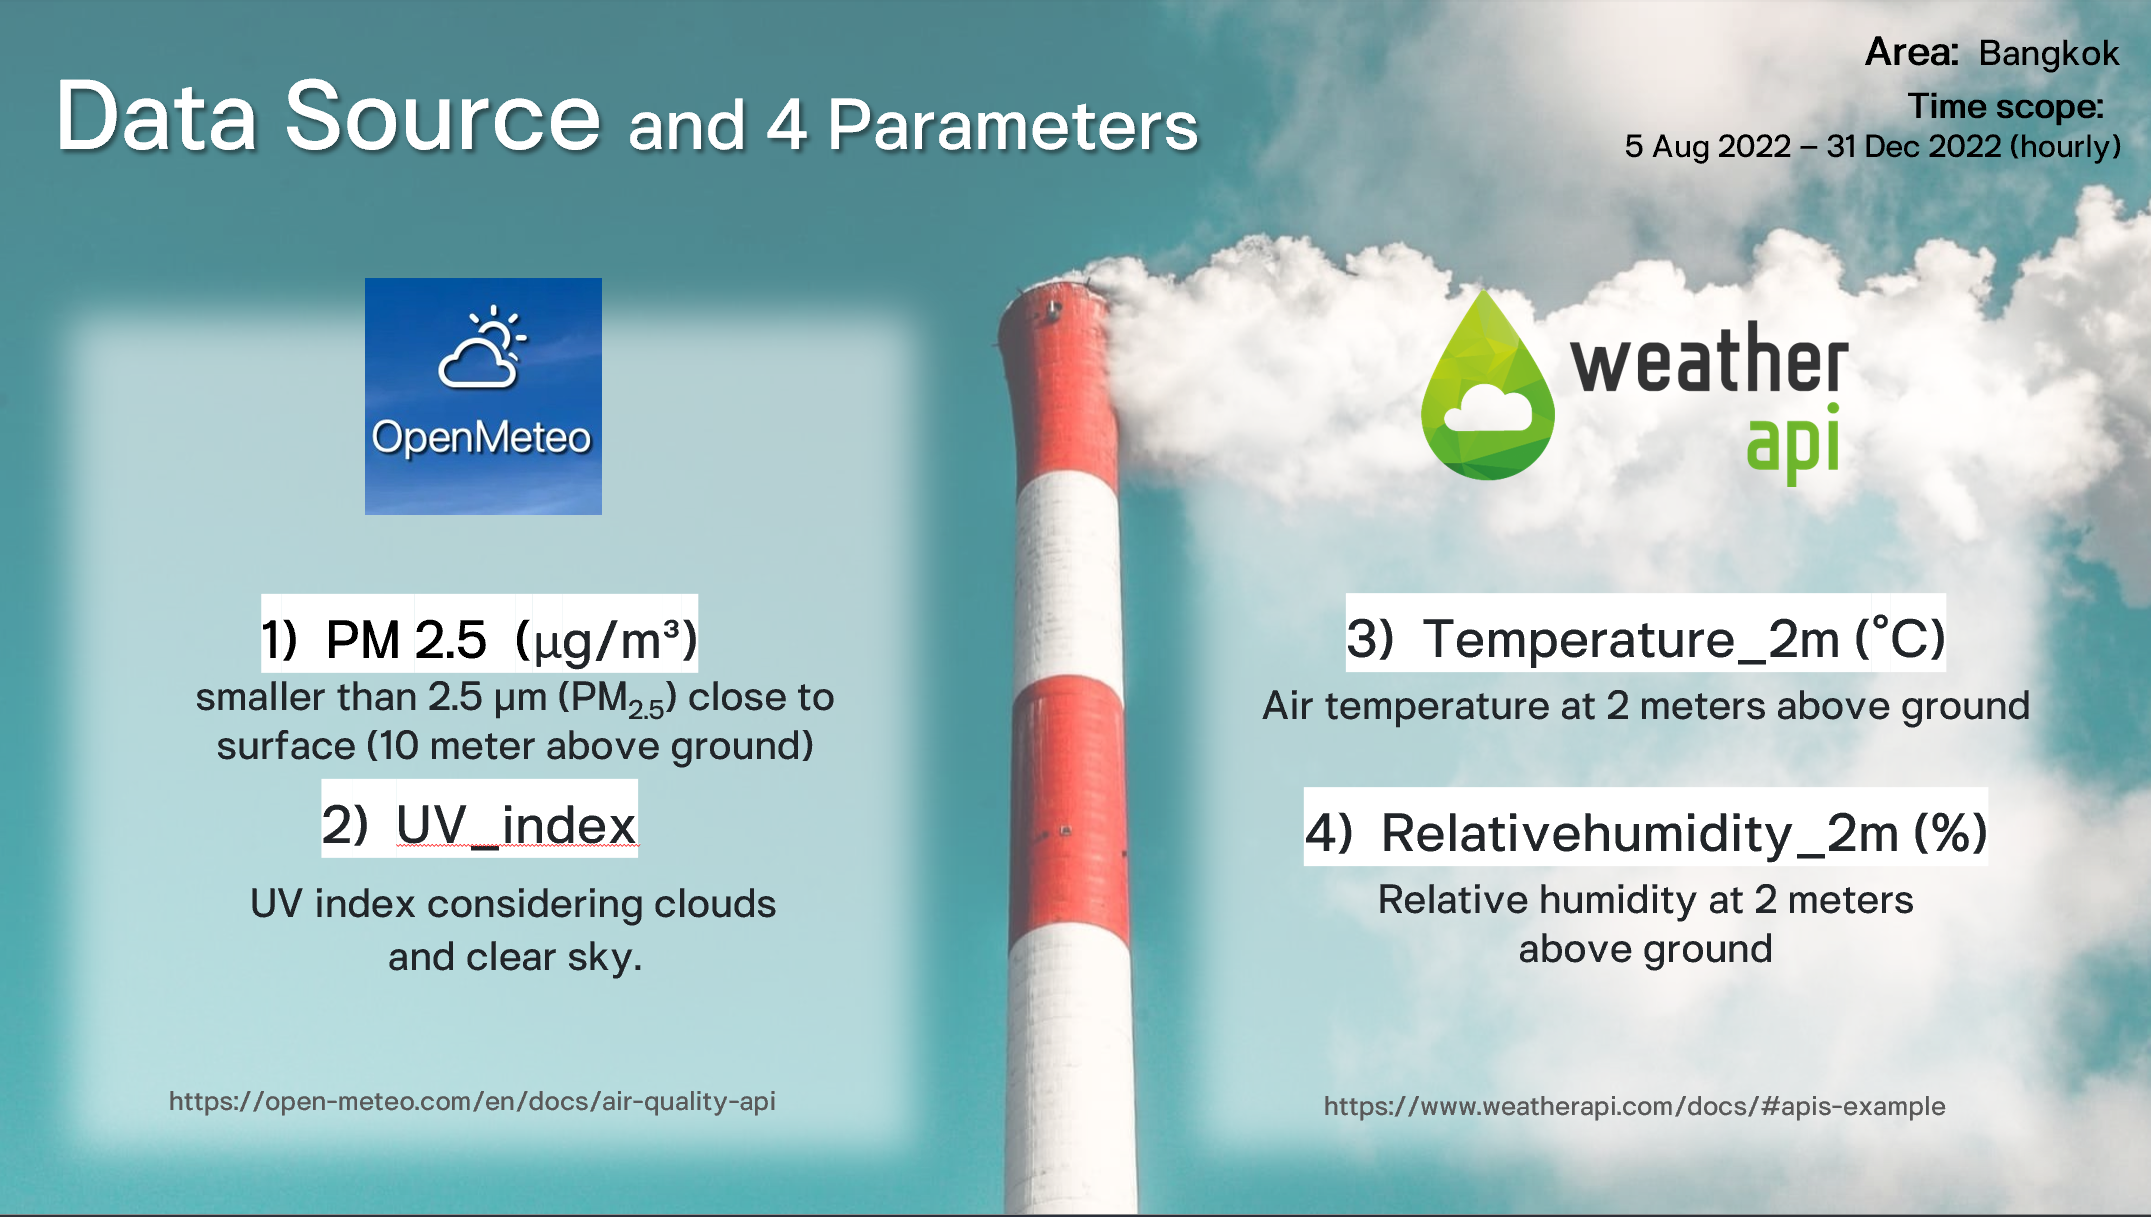 Data Source and 4 Parameters
Area: Bangkok
Time scope:
5 Aug 2022 – 31 Dec 2022 (hourly)
OpenMeteo
1) PM 2.5 (μg/m³)
smaller than 2.5 µm (PM₂.₅) close to
surface (10 meter above ground)
2) UV_index
UV index considering clouds
and clear sky.
https://open-meteo.com/en/docs/air-quality-api
weather
api
3) Temperature_2m (˚C)
Air temperature at 2 meters above ground
4) Relativehumidity_2m (%)
Relative humidity at 2 meters
above ground
https://www.weatherapi.com/docs/#apis-example